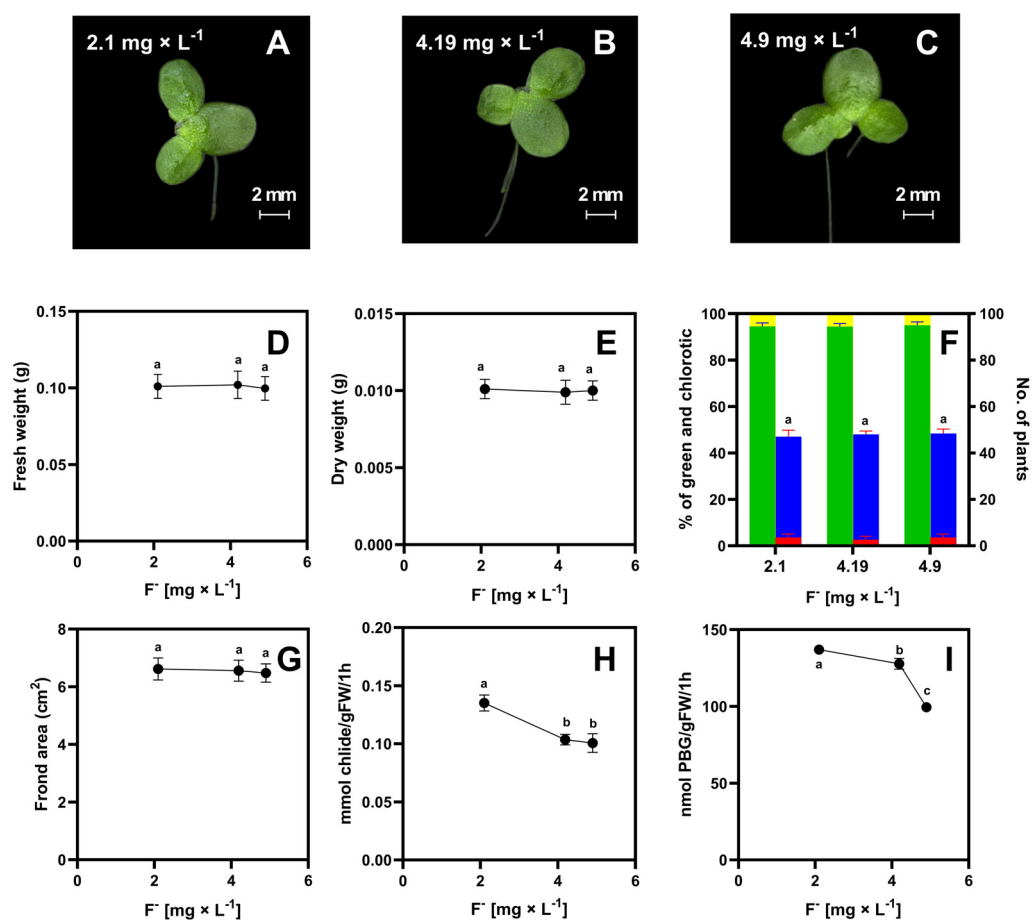 2.1 mg × L⁻¹ A
2 mm
4.19 mg × L⁻¹ B
2 mm
4.9 mg × L⁻¹ C
2 mm
D
Fresh weight (g)
0.15
0.10
0.05
0.00
a a a
0 2 4 6
F⁻ [mg × L⁻¹]
E
Dry weight (g)
0.015
0.010
0.005
0.000
a a a
0 2 4 6
F⁻ [mg × L⁻¹]
F
% of green and chlorotic
100
80
60
40
20
0
a a a
100
80
60
40
20
0
No. of
plants
2.1 4.19 4.9
F⁻ [mg × L⁻¹]
G
Frond area (cm²)
8
6
4
2
0
a a a
0 2 4 6
F⁻ [mg × L⁻¹]
H
mmol chlide/gFW/1h
0.20
0.15
0.10
0.05
0.00
a b b
0 2 4 6
F⁻ [mg × L⁻¹]
I
nmol PBG/gFW/1h
150
100
50
0
a b c
0 2 4 6
F⁻ [mg × L⁻¹]